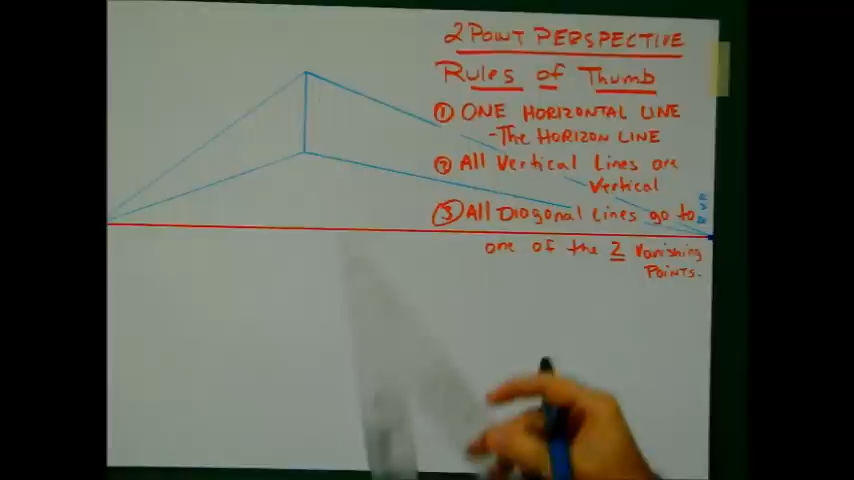 2 POINT PERSPECTIVE
Rules of Thumb
① ONE HORIZONTAL LINE
-THE HORIZON LINE
② All Vertical Lines are
Vertical
③ All Diagonal Lines go to
one of the 2 Vanishing
POINTS.